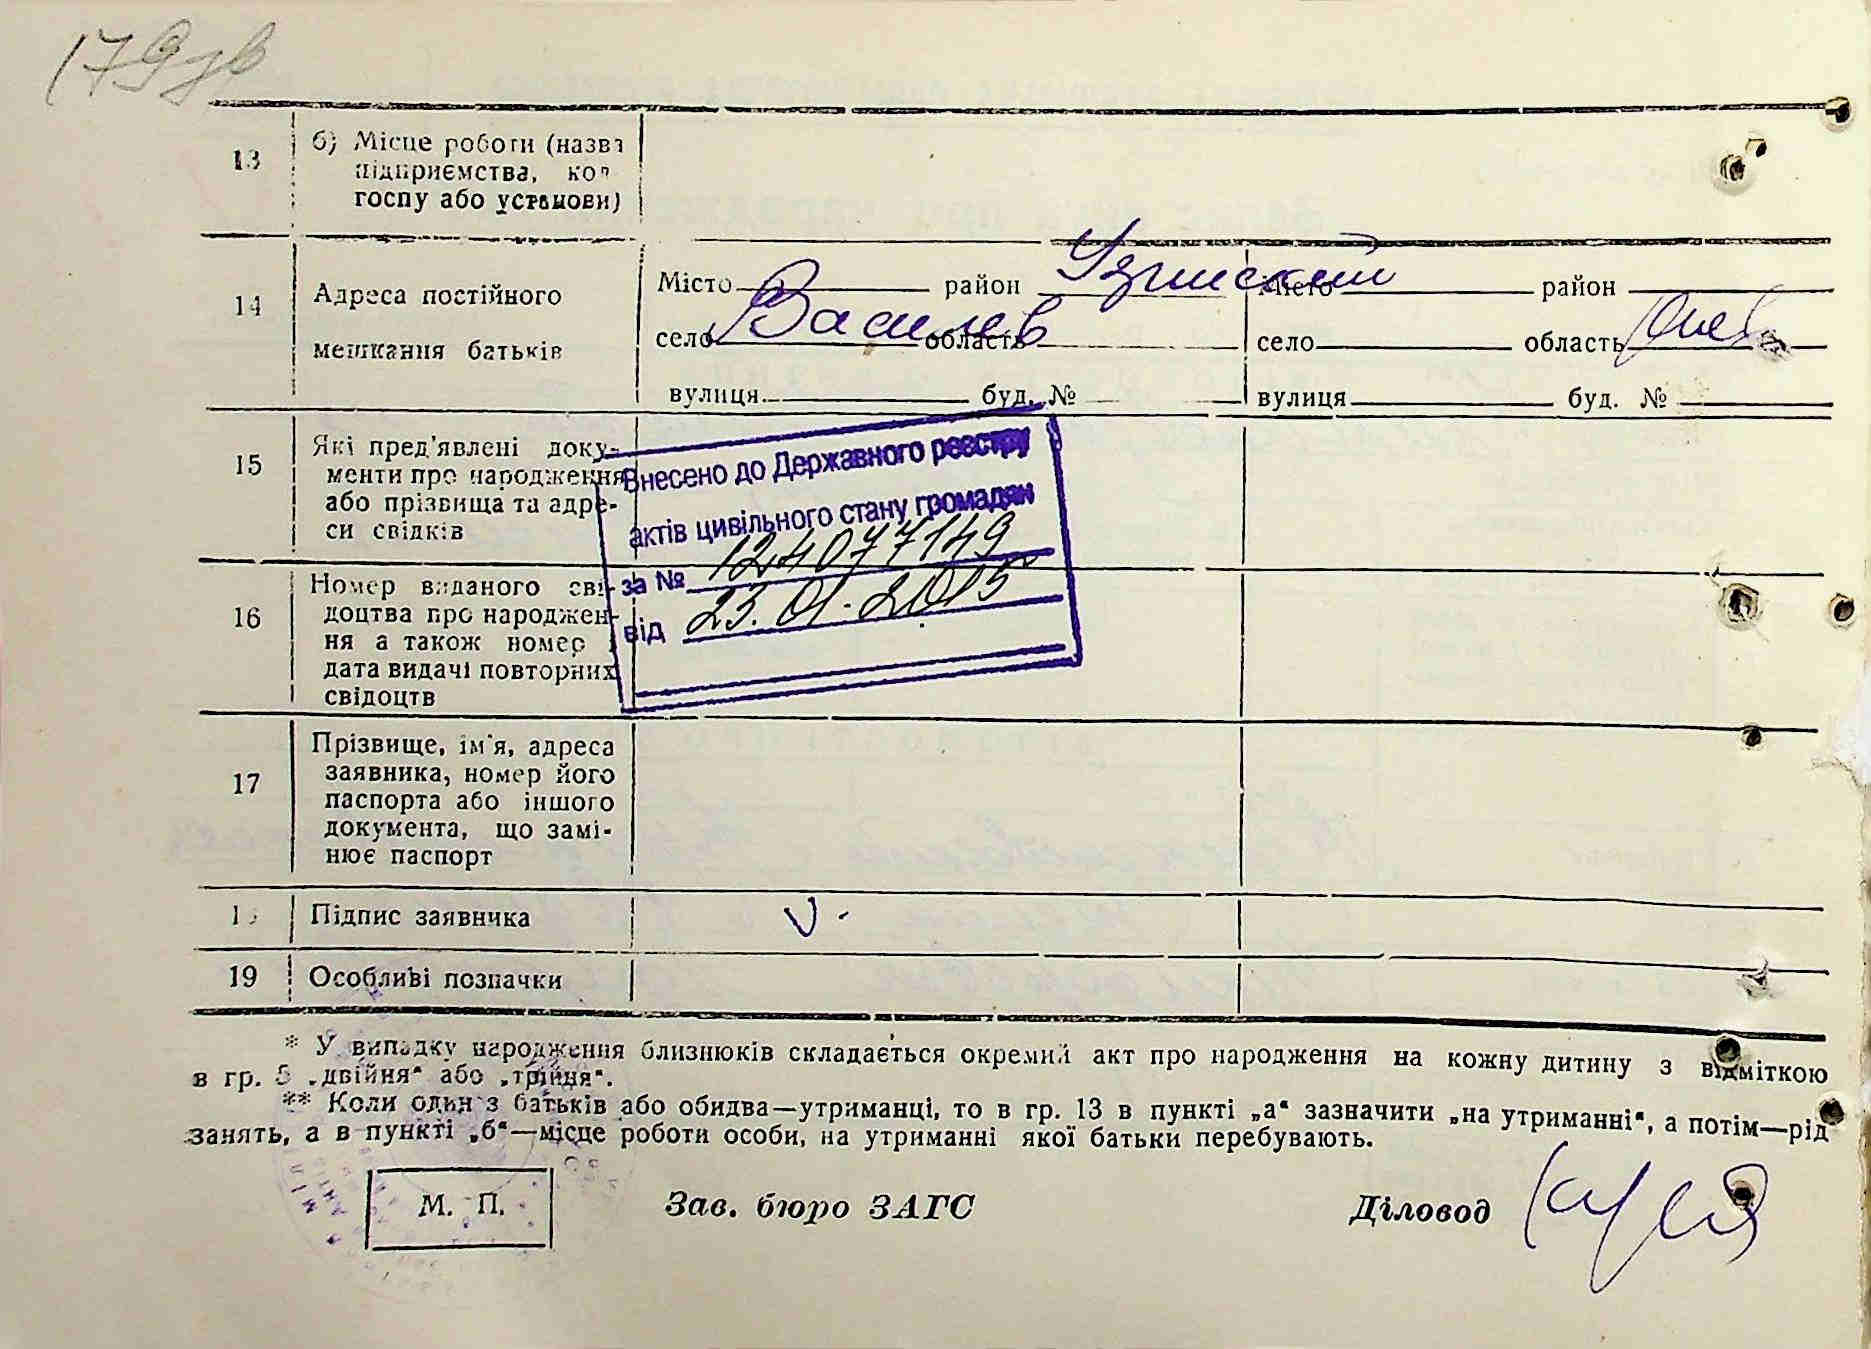 179зв
13
б) Місце роботи (назва
підприємства, кол-
госпу або установи)
14
Адреса постійного
мешкання батьків
Місто район Узинский Місто район
село Василев область село область Киев
вулиця буд. № вулиця буд. №
15
Які пред'явлені доку-
менти про народження
або прізвища та адре-
си свідків
Внесено до Державного реєстру
актів цивільного стану громадян
за № 124077149
від 23.01.2015
16
Номер виданого сві-
доцтва про народжен-
ня а також номер
дата видачі повторних
свідоцтв
17
Прізвище, ім'я, адреса
заявника, номер його
паспорта або іншого
документа, що замі-
нює паспорт
18 Підпис заявника
19 Особливі позначки
* У випадку народження близнюків складається окремий акт про народження на кожну дитину з відміткою
в гр. 5 „двійня“ або „трійня“.
** Коли один з батьків або обидва—утриманці, то в гр. 13 в пункті „а“ зазначити „на утриманні“, а потім—рід
занять, а в пункті „б“—місце роботи особи, на утриманні якої батьки перебувають.
М. П. Зав. бюро ЗАГС Діловод